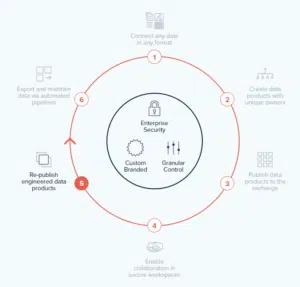 Connect any data
in any format
1
Export and maintain
data via automated
pipelines
6
2
Create data
products with
unique owners
Enterprise
Security
Custom
Branded
Granular
Control
Re-publish
engineered data
products
5
3
Publish data
products to the
exchange
4
Enable
collaboration in
secure workspaces